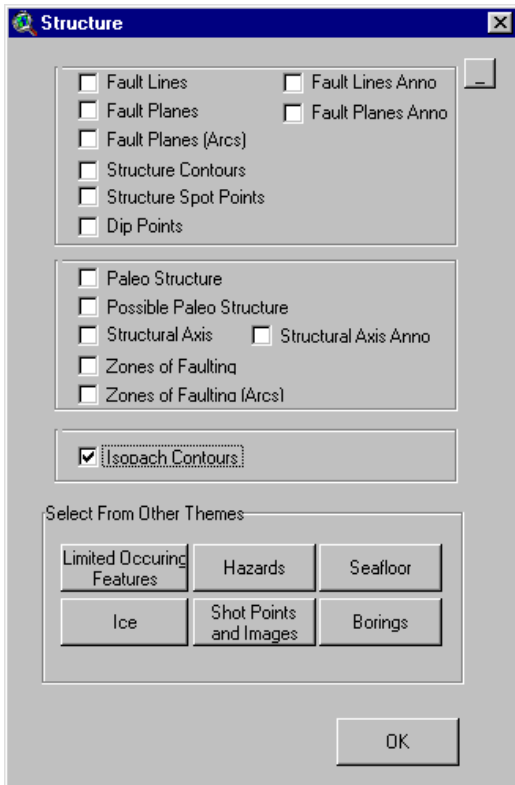 Structure
Fault Lines Fault Lines Anno
Fault Planes Fault Planes Anno
Fault Planes (Arcs)
Structure Contours
Structure Spot Points
Dip Points
Paleo Structure
Possible Paleo Structure
Structural Axis Structural Axis Anno
Zones of Faulting
Zones of Faulting (Arcs)
Isopach Contours
Select From Other Themes
Limited Occuring
Features
Hazards
Seafloor
Ice
Shot Points
and Images
Borings
OK